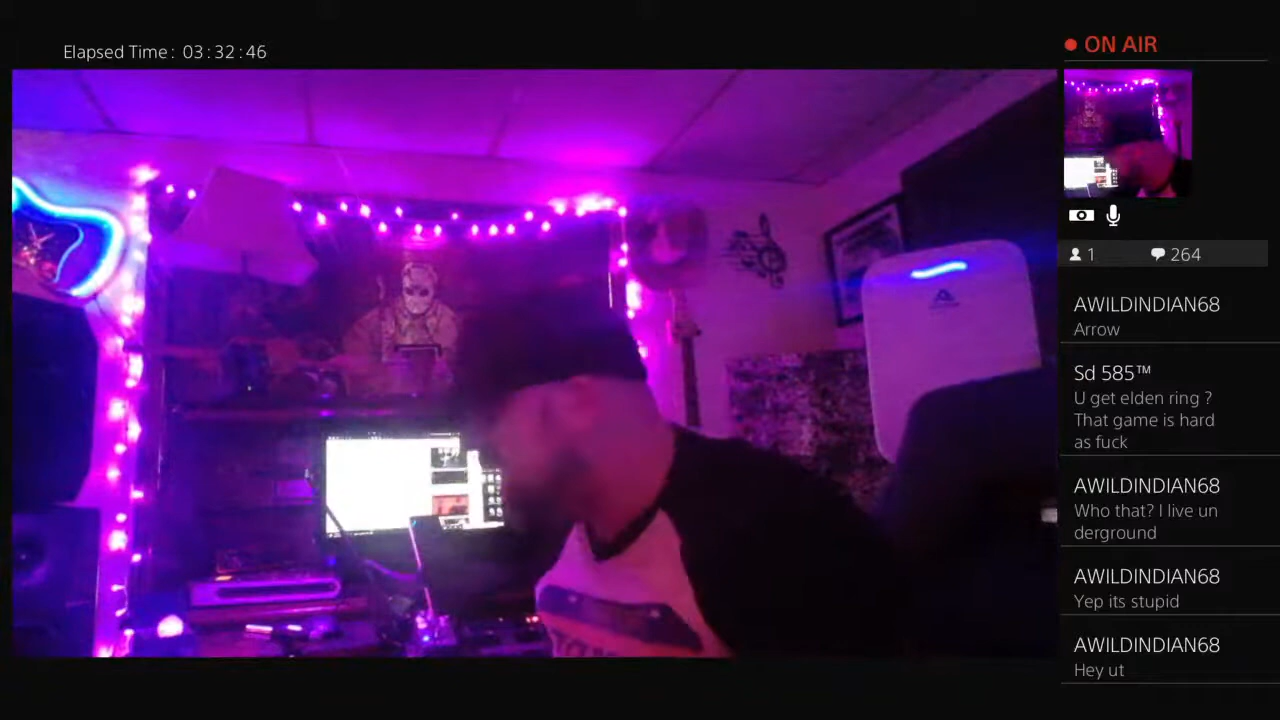 Elapsed Time: 03:32:46
ON AIR
1 264
AWILDINDIAN68
Arrow
Sd 585™
U get elden ring ?
That game is hard
as fuck
AWILDINDIAN68
Who that? I live un
derground
AWILDINDIAN68
Yep its stupid
AWILDINDIAN68
Hey ut